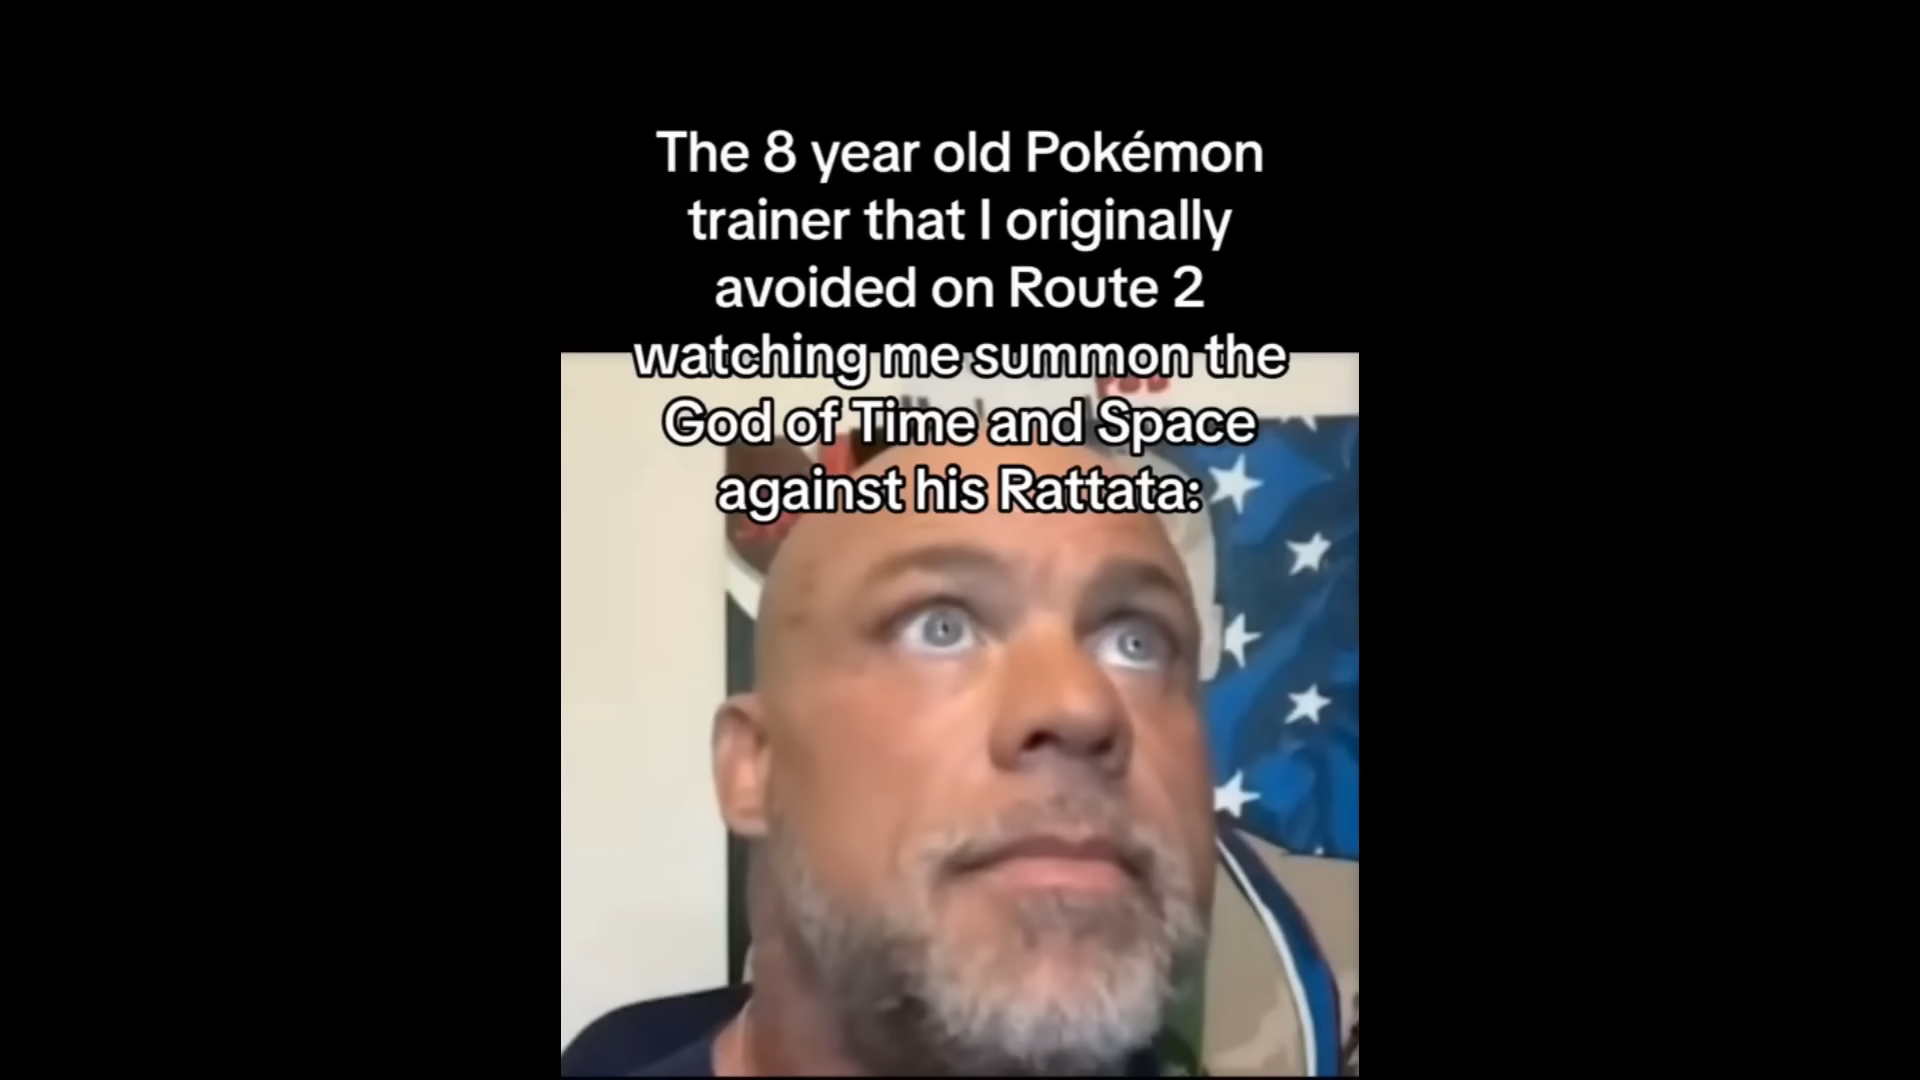 The 8 year old Pokémon
trainer that I originally
avoided on Route 2
watching me summon the
God of Time and Space
against his Rattata: